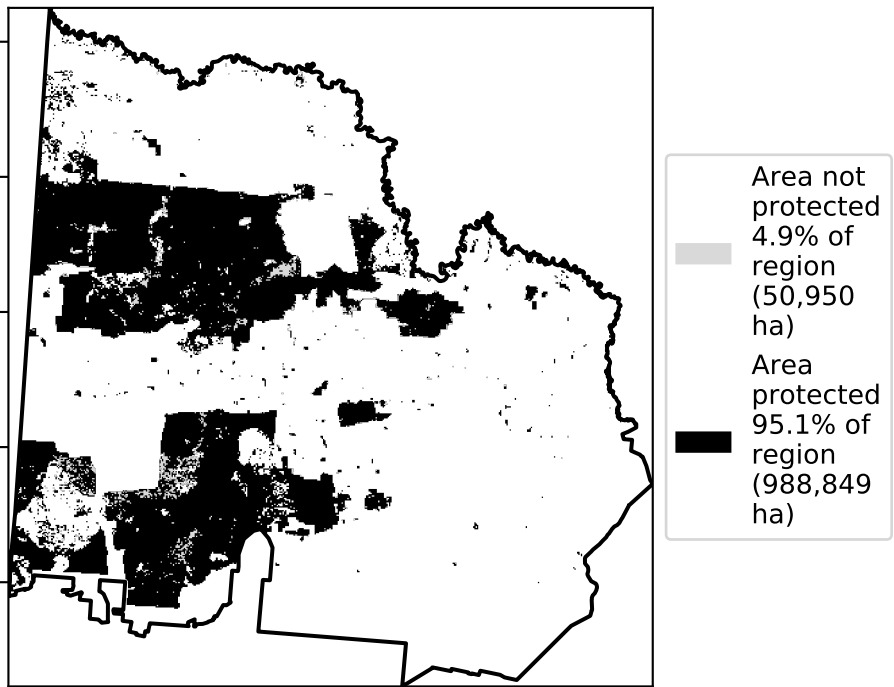 Area not
protected
4.9% of
region
(50,950
ha)
Area
protected
95.1% of
region
(988,849
ha)